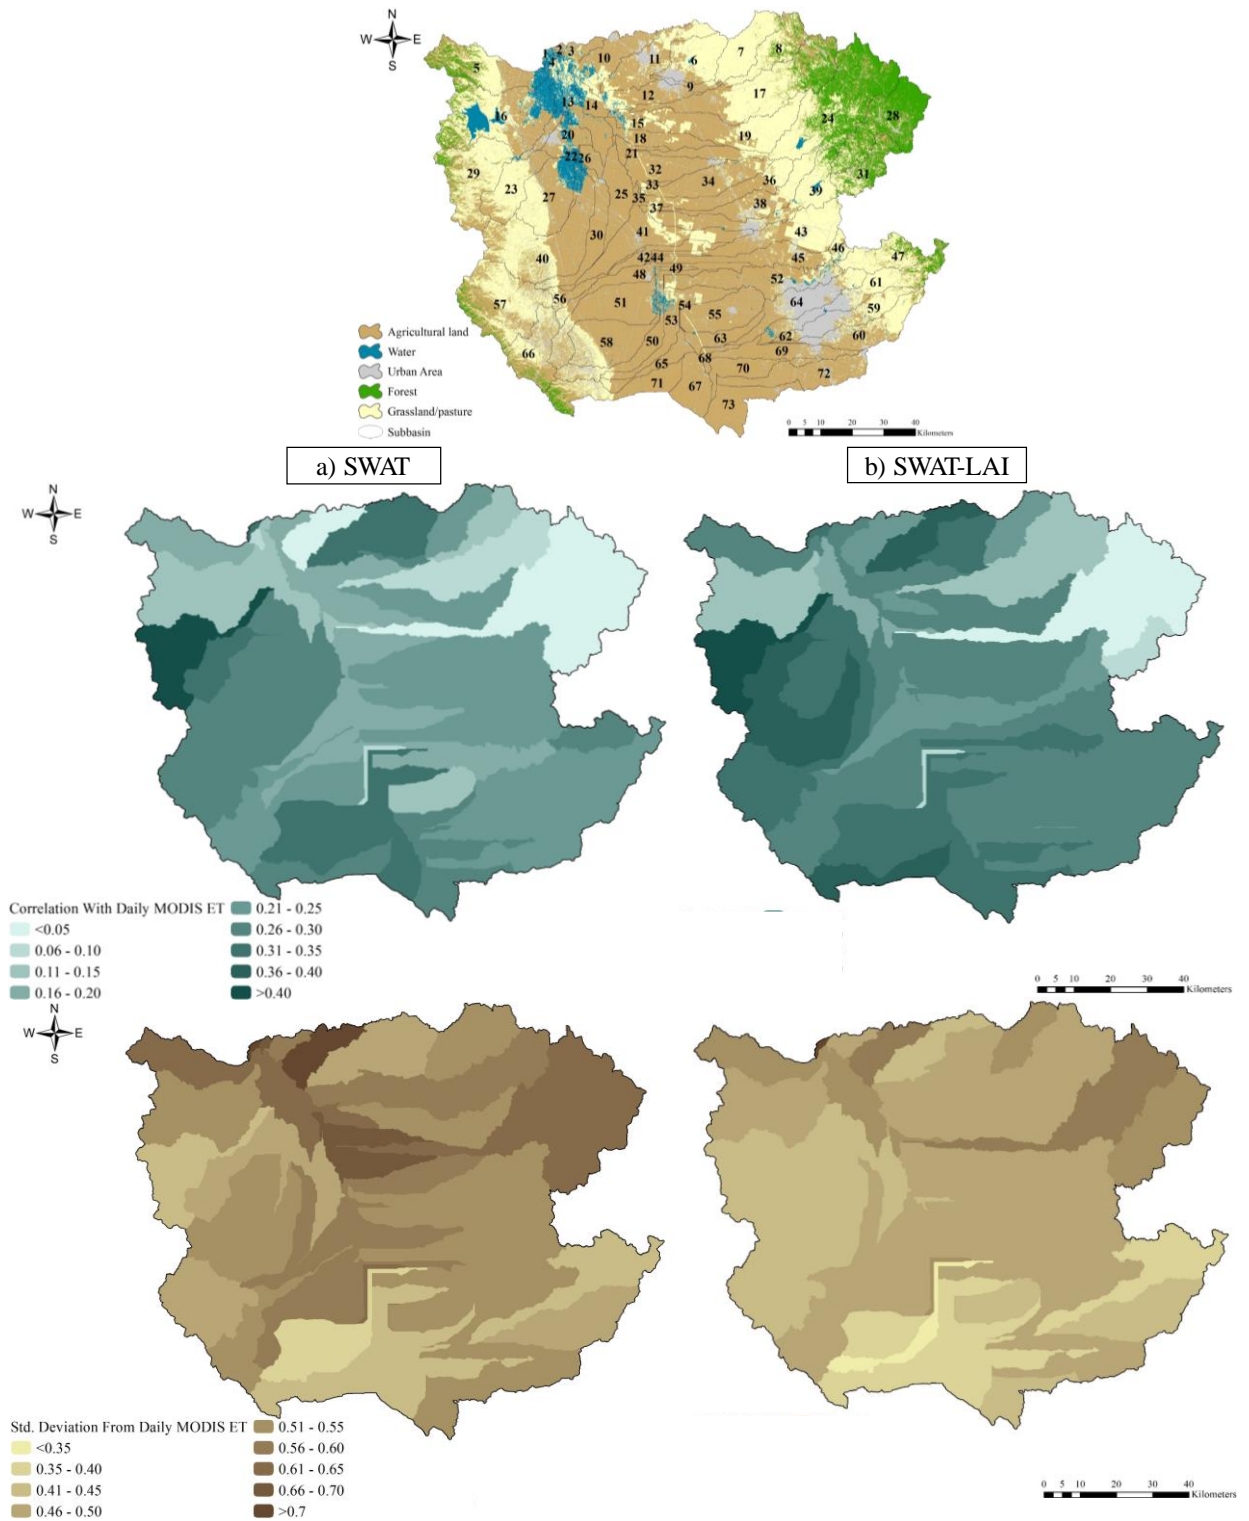 N
W E
S
1 2 3
4
10
11
6
7
8
5
9
12
17
13
14
16
24
28
15
20
18
19
21
22 26
32
29
23
27
25
33
34
36
31
35
39
38
37
30
41
43
46
47
40
42 44
45
48
49
52
61
57
56
51
54
64
59
53
55
58
50
63
62
60
69
66
65
68
70
72
71
67
73
Agricultural land
Water
Urban Area
Forest
Grassland/pasture
Subbasin
0 5 10 20 30 40
Kilometers
a) SWAT
b) SWAT-LAI
N
W E
S
Correlation With Daily MODIS ET
<0.05
0.06 - 0.10
0.11 - 0.15
0.16 - 0.20
0.21 - 0.25
0.26 - 0.30
0.31 - 0.35
0.36 - 0.40
>0.40
0 5 10 20 30 40
Kilometers
N
W E
S
Std. Deviation From Daily MODIS ET
<0.35
0.35 - 0.40
0.41 - 0.45
0.46 - 0.50
0.51 - 0.55
0.56 - 0.60
0.61 - 0.65
0.66 - 0.70
>0.7
0 5 10 20 30 40
Kilometers